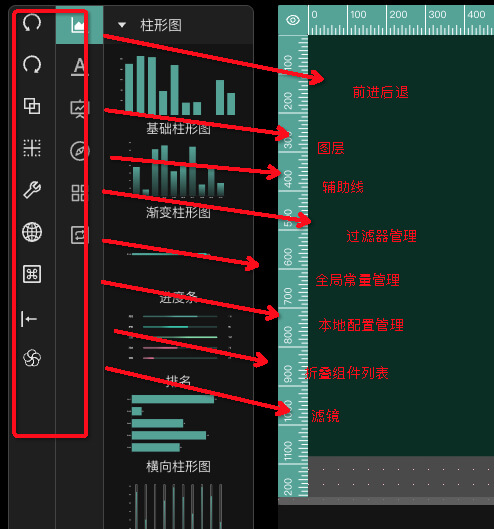 柱形图
0 100 200 300 400
前进后退
100
200
基础柱形图
图层
300
400
辅助线
渐变柱形图
500
过滤器管理
600
全局常量管理
进度条
700
本地配置管理
800
折叠组件列表
排名
900
滤镜
1000
横向柱形图
1100
200